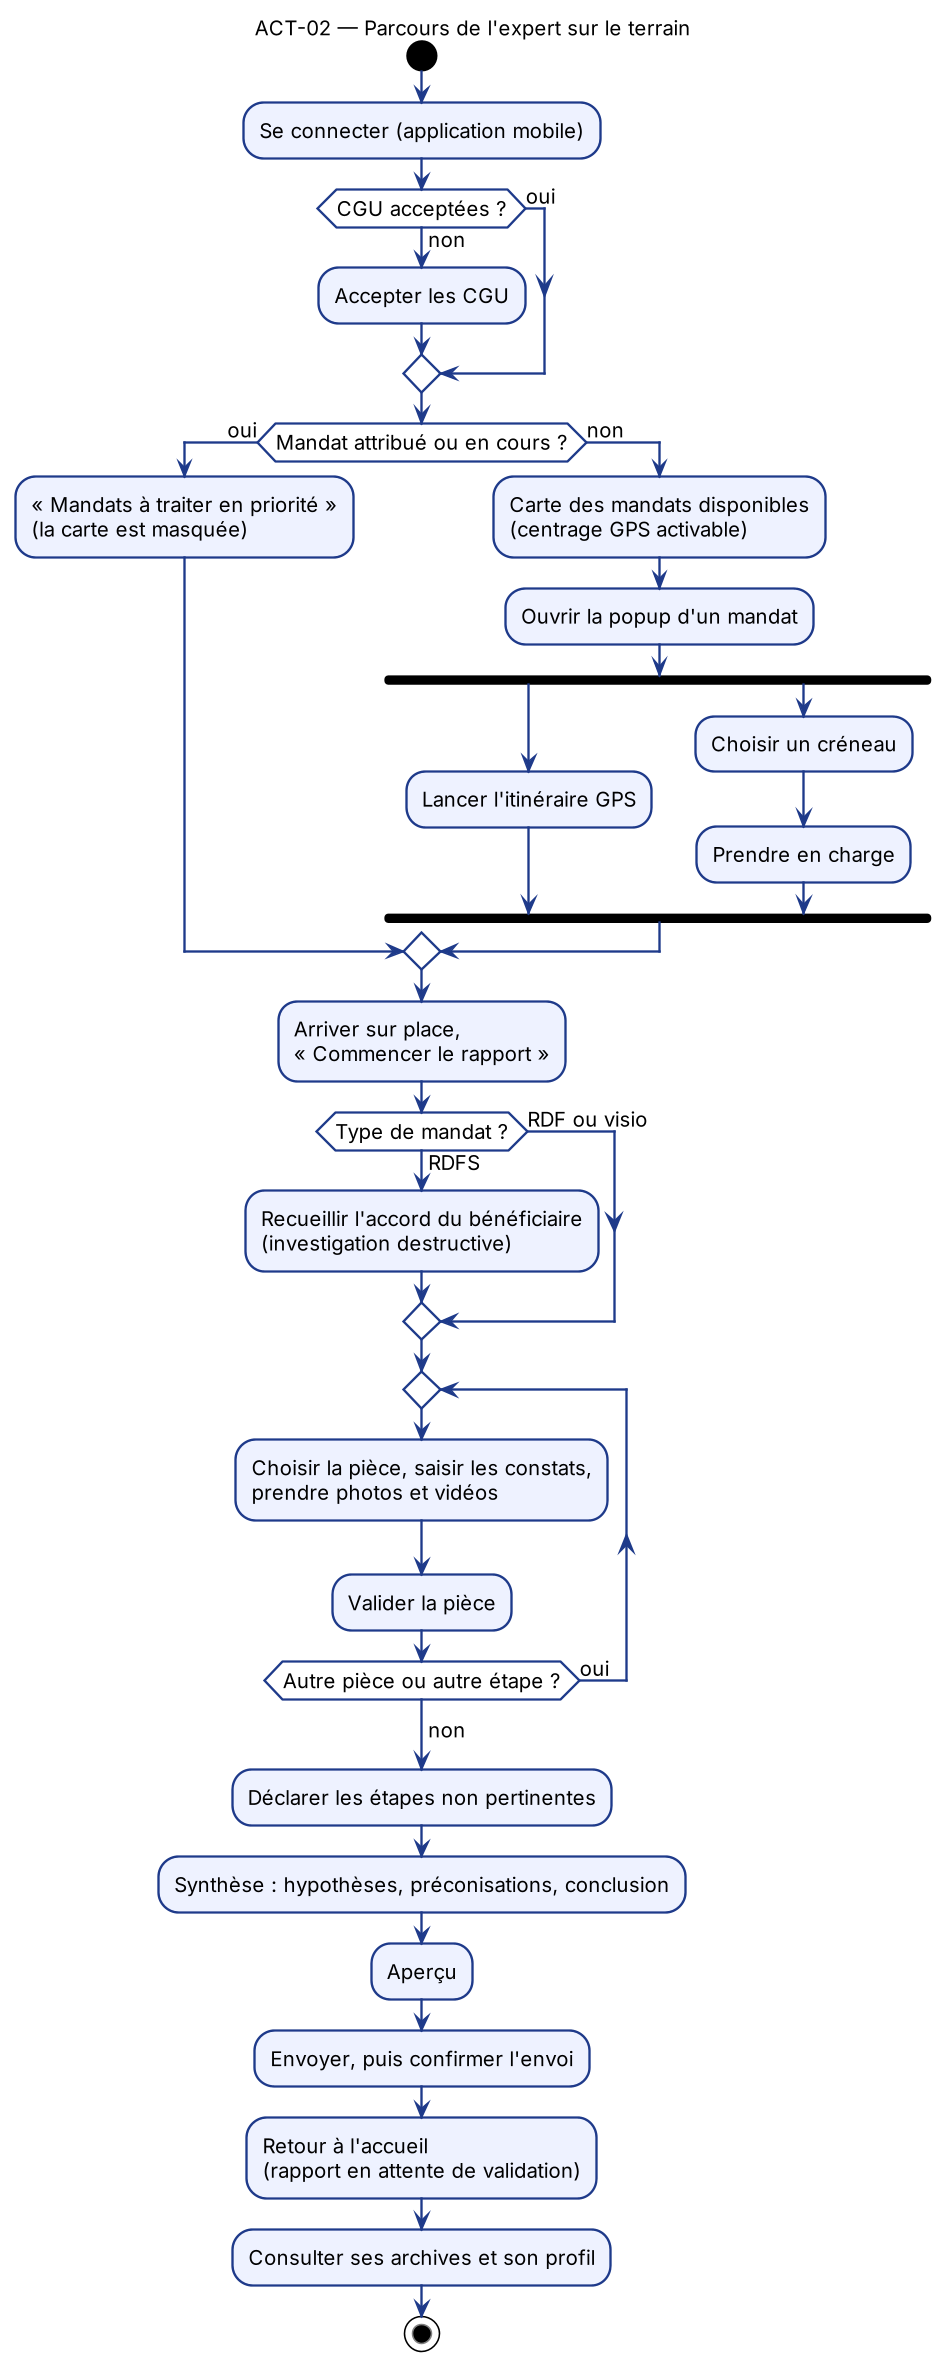 ACT-02 — Parcours de l'expert sur le terrain
Se connecter (application mobile)
CGU acceptées ?
oui
non
Accepter les CGU
Mandat attribué ou en cours ?
oui
non
« Mandats à traiter en priorité »
(la carte est masquée)
Carte des mandats disponibles
(centrage GPS activable)
Ouvrir la popup d'un mandat
Choisir un créneau
Lancer l'itinéraire GPS
Prendre en charge
Arriver sur place,
« Commencer le rapport »
Type de mandat ?
RDF ou visio
RDFS
Recueillir l'accord du bénéficiaire
(investigation destructive)
Choisir la pièce, saisir les constats,
prendre photos et vidéos
Valider la pièce
Autre pièce ou autre étape ?
oui
non
Déclarer les étapes non pertinentes
Synthèse : hypothèses, préconisations, conclusion
Aperçu
Envoyer, puis confirmer l'envoi
Retour à l'accueil
(rapport en attente de validation)
Consulter ses archives et son profil